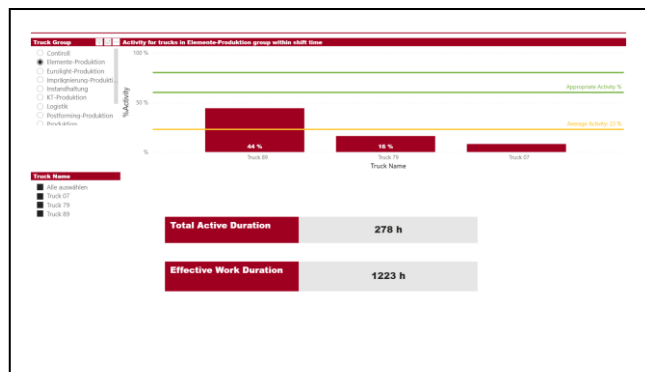 Truck Group
Controll
Elemente-Produktion
Eurolight-Produktion
Imprägnierung-Produkti...
Instandhaltung
KT-Produktion
Logistik
Postforming-Produktion
Produktion
Activity for trucks in Elemente-Produktion group within shift time
100 %
50 %
%
%Activity
Appropriate Activity %
Average Activity: 23 %
44 %
16 %
Truck 89
Truck 79
Truck 07
Truck Name
Truck Name
Alle auswählen
Truck 07
Truck 79
Truck 89
Total Active Duration
278 h
Effective Work Duration
1223 h